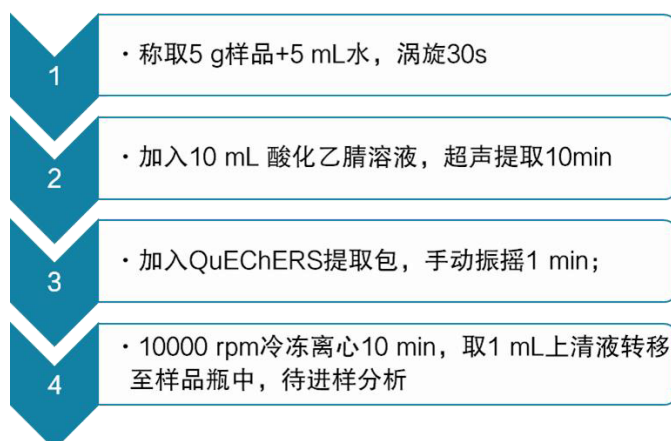 1
· 称取5 g样品+5 mL水，涡旋30s
2
· 加入10 mL 酸化乙腈溶液，超声提取10min
3
· 加入QuEChERS提取包，手动振摇1 min；
4
· 10000 rpm冷冻离心10 min，取1 mL上清液转移
至样品瓶中，待进样分析